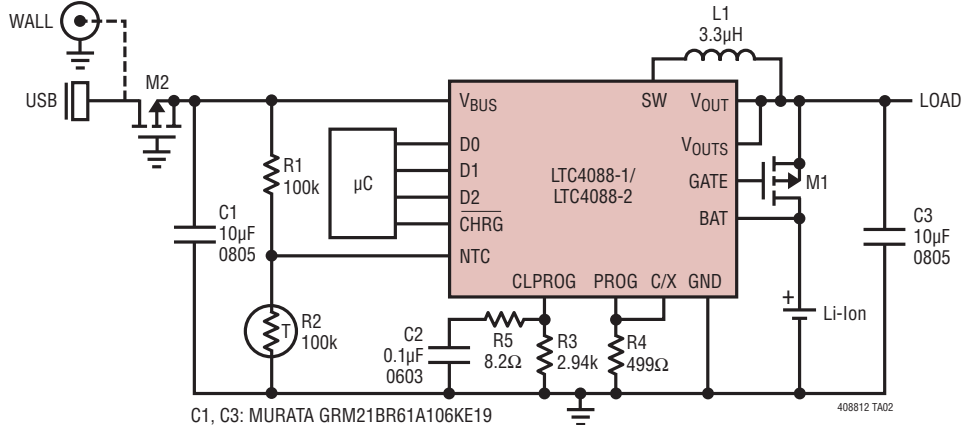 WALL
USB
M2
L1
3.3µH
VBUS
SW
VOUT
LOAD
D0
D1
D2
CHRG
NTC
µC
LTC4088-1/
LTC4088-2
VOUTS
GATE
BAT
M1
R1
100k
C1
10µF
0805
C3
10µF
0805
CLPROG
PROG
C/X
GND
T
R2
100k
C2
0.1µF
0603
R5
8.2Ω
R3
2.94k
R4
499Ω
+
Li-Ion
408812 TA02
C1, C3: MURATA GRM21BR61A106KE19